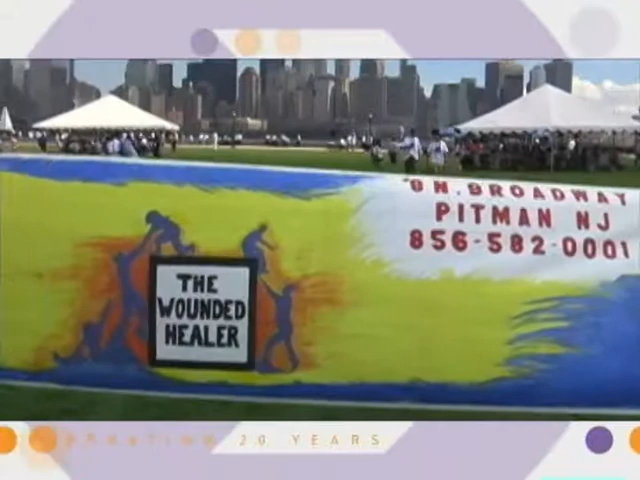 N. BROADWAY
PITMAN NJ
856-582-0001
THE
WOUNDED
HEALER
20 YEARS